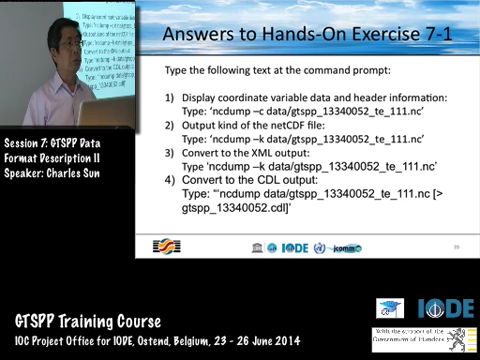 Answers to Hands-On Exercise 7-1
Type the following text at the command prompt:
1) Display coordinate variable data and header information:
Type: ‘ncdump –c data/gtspp_13340052_te_111.nc’
2) Output kind of the netCDF file:
Type: ‘ncdump –k data/gtspp_13340052_te_111.nc’
3) Convert to the XML output:
Type ‘ncdump –k data/gtspp_13340052_te_111.nc’
4) Convert to the CDL output:
Type: “‘ncdump data/gtspp_13340052_te_111.nc [>
gtspp_13340052.cdl]’
Session 7: GTSPP Data
Format Description II
Speaker: Charles Sun
IODE
jcomm
39
GTSPP Training Course
IOC Project Office for IODE, Ostend, Belgium, 23 - 26 June 2014
IODE
With the support of the
Government of Flanders